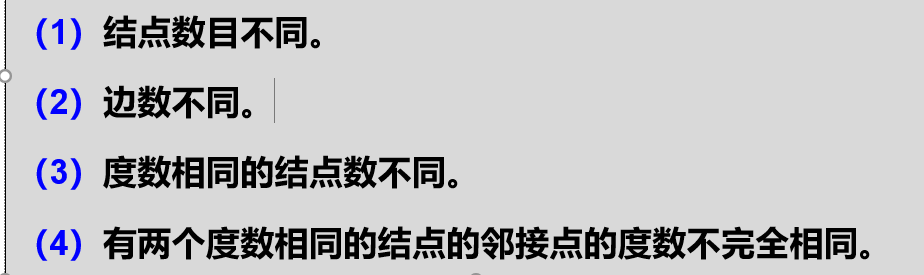 （1）结点数目不同。
（2）边数不同。
（3）度数相同的结点数不同。
（4）有两个度数相同的结点的邻接点的度数不完全相同。